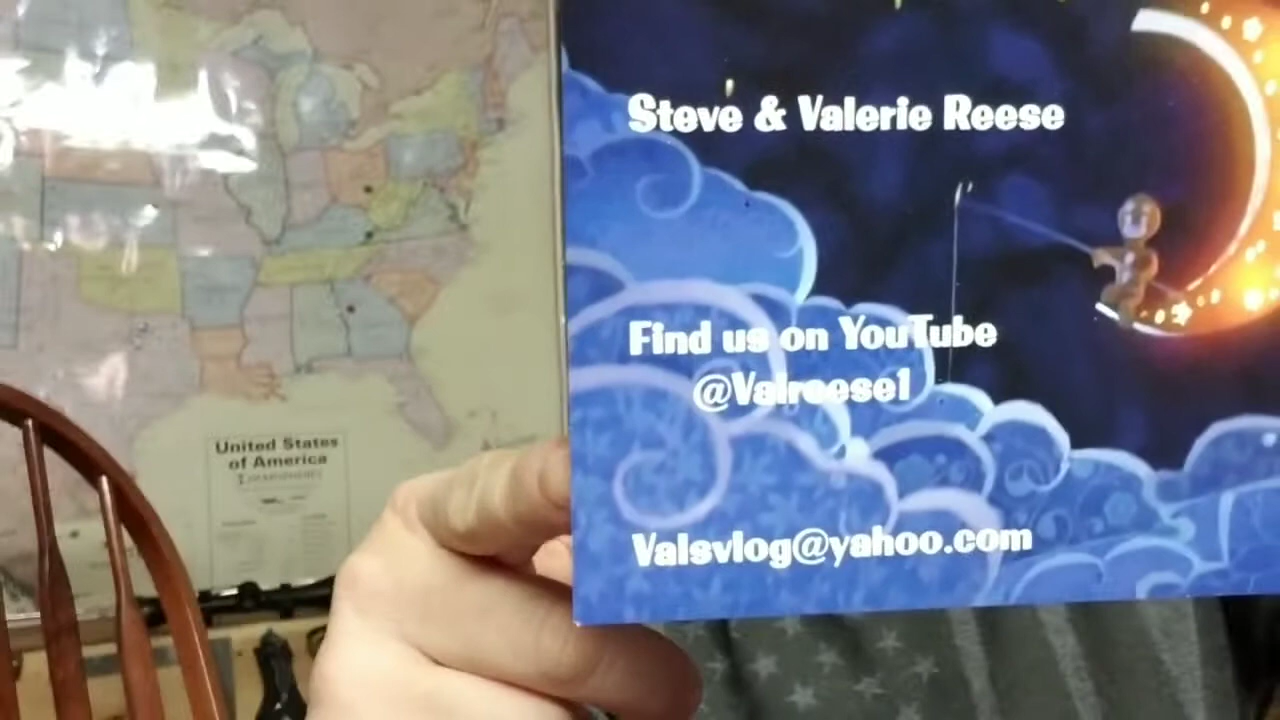 Steve & Valerie Reese
Find us on YouTube
@Valreese1
Valsvlog@yahoo.com
United States
of America